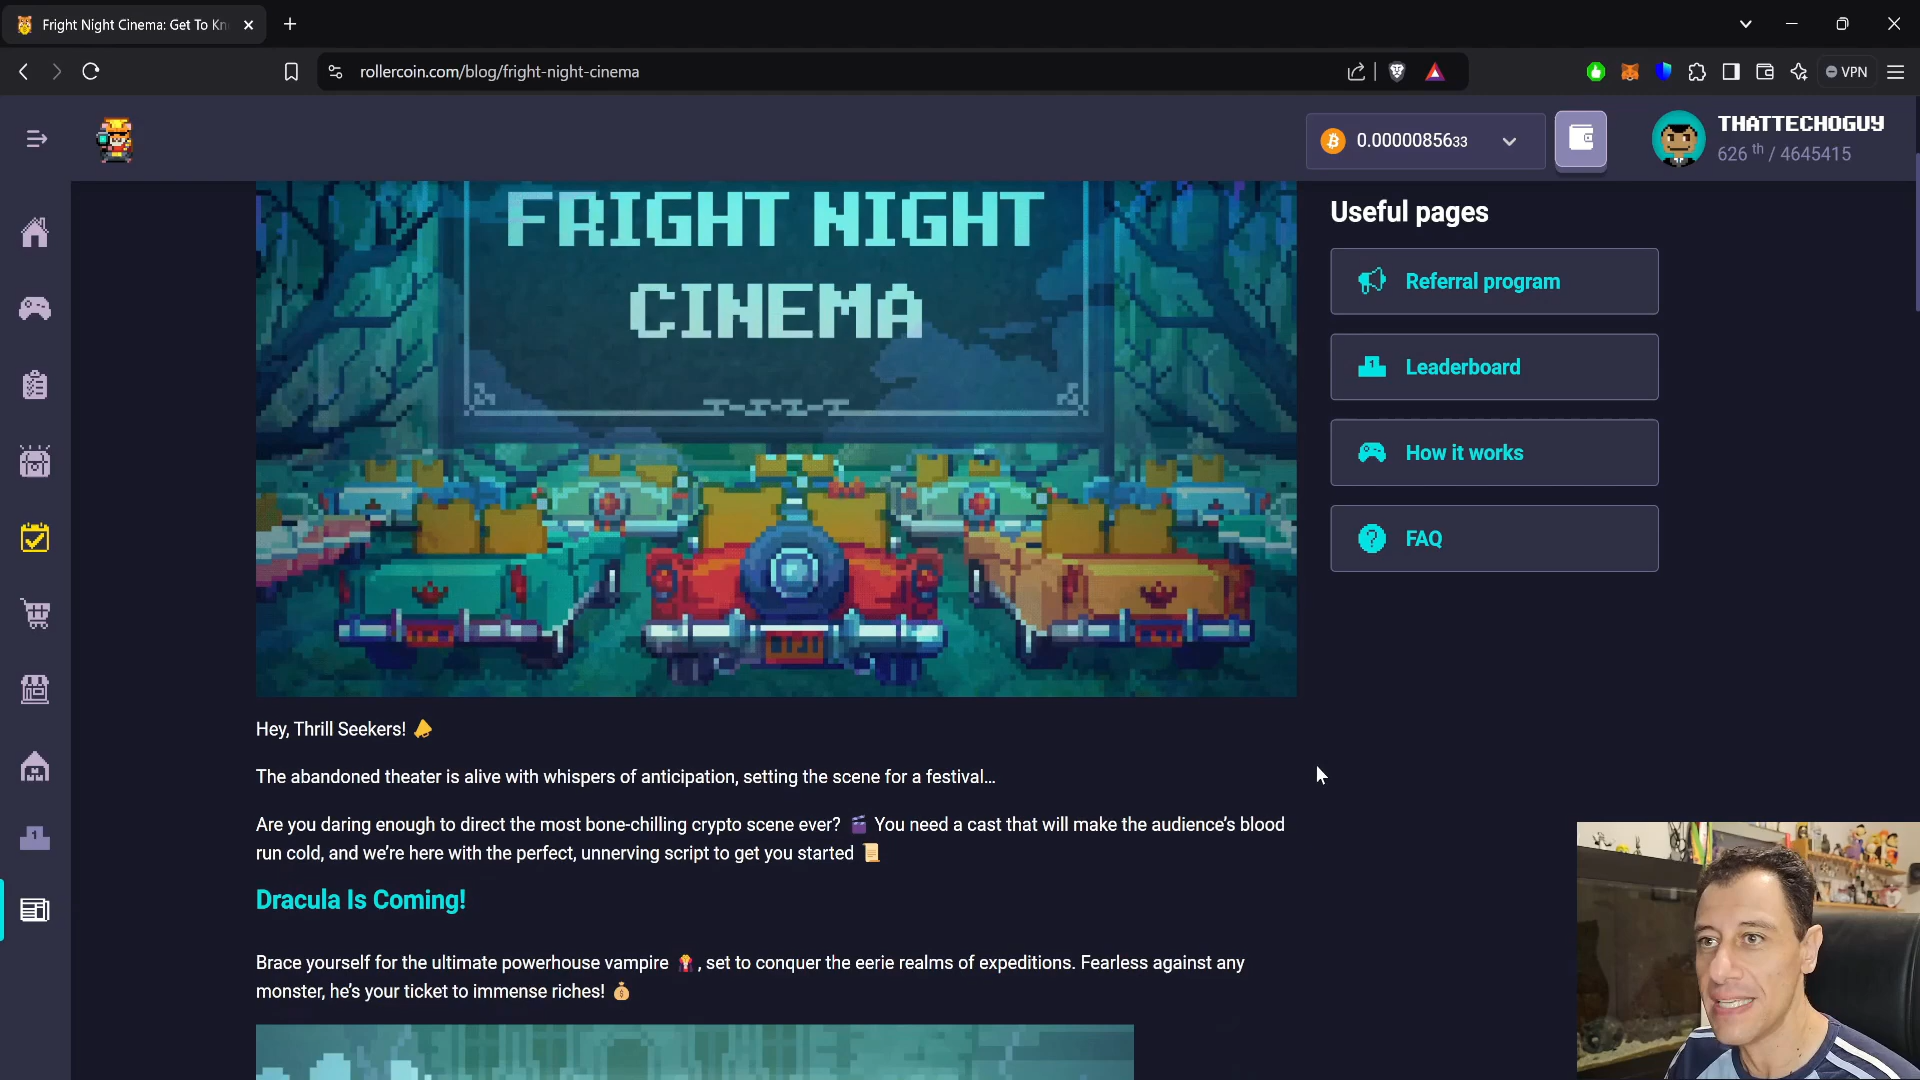 Fright Night Cinema: Get To Kn
rollercoin.com/blog/fright-night-cinema
VPN
0.0000085633
THATTECHOGUY
626 th / 4645415
FRIGHT NIGHT
CINEMA
Useful pages
Referral program
Leaderboard
How it works
FAQ
Hey, Thrill Seekers!
The abandoned theater is alive with whispers of anticipation, setting the scene for a festival...
Are you daring enough to direct the most bone-chilling crypto scene ever? You need a cast that will make the audience's blood
run cold, and we're here with the perfect, unnerving script to get you started
Dracula Is Coming!
Brace yourself for the ultimate powerhouse vampire , set to conquer the eerie realms of expeditions. Fearless against any
monster, he's your ticket to immense riches!